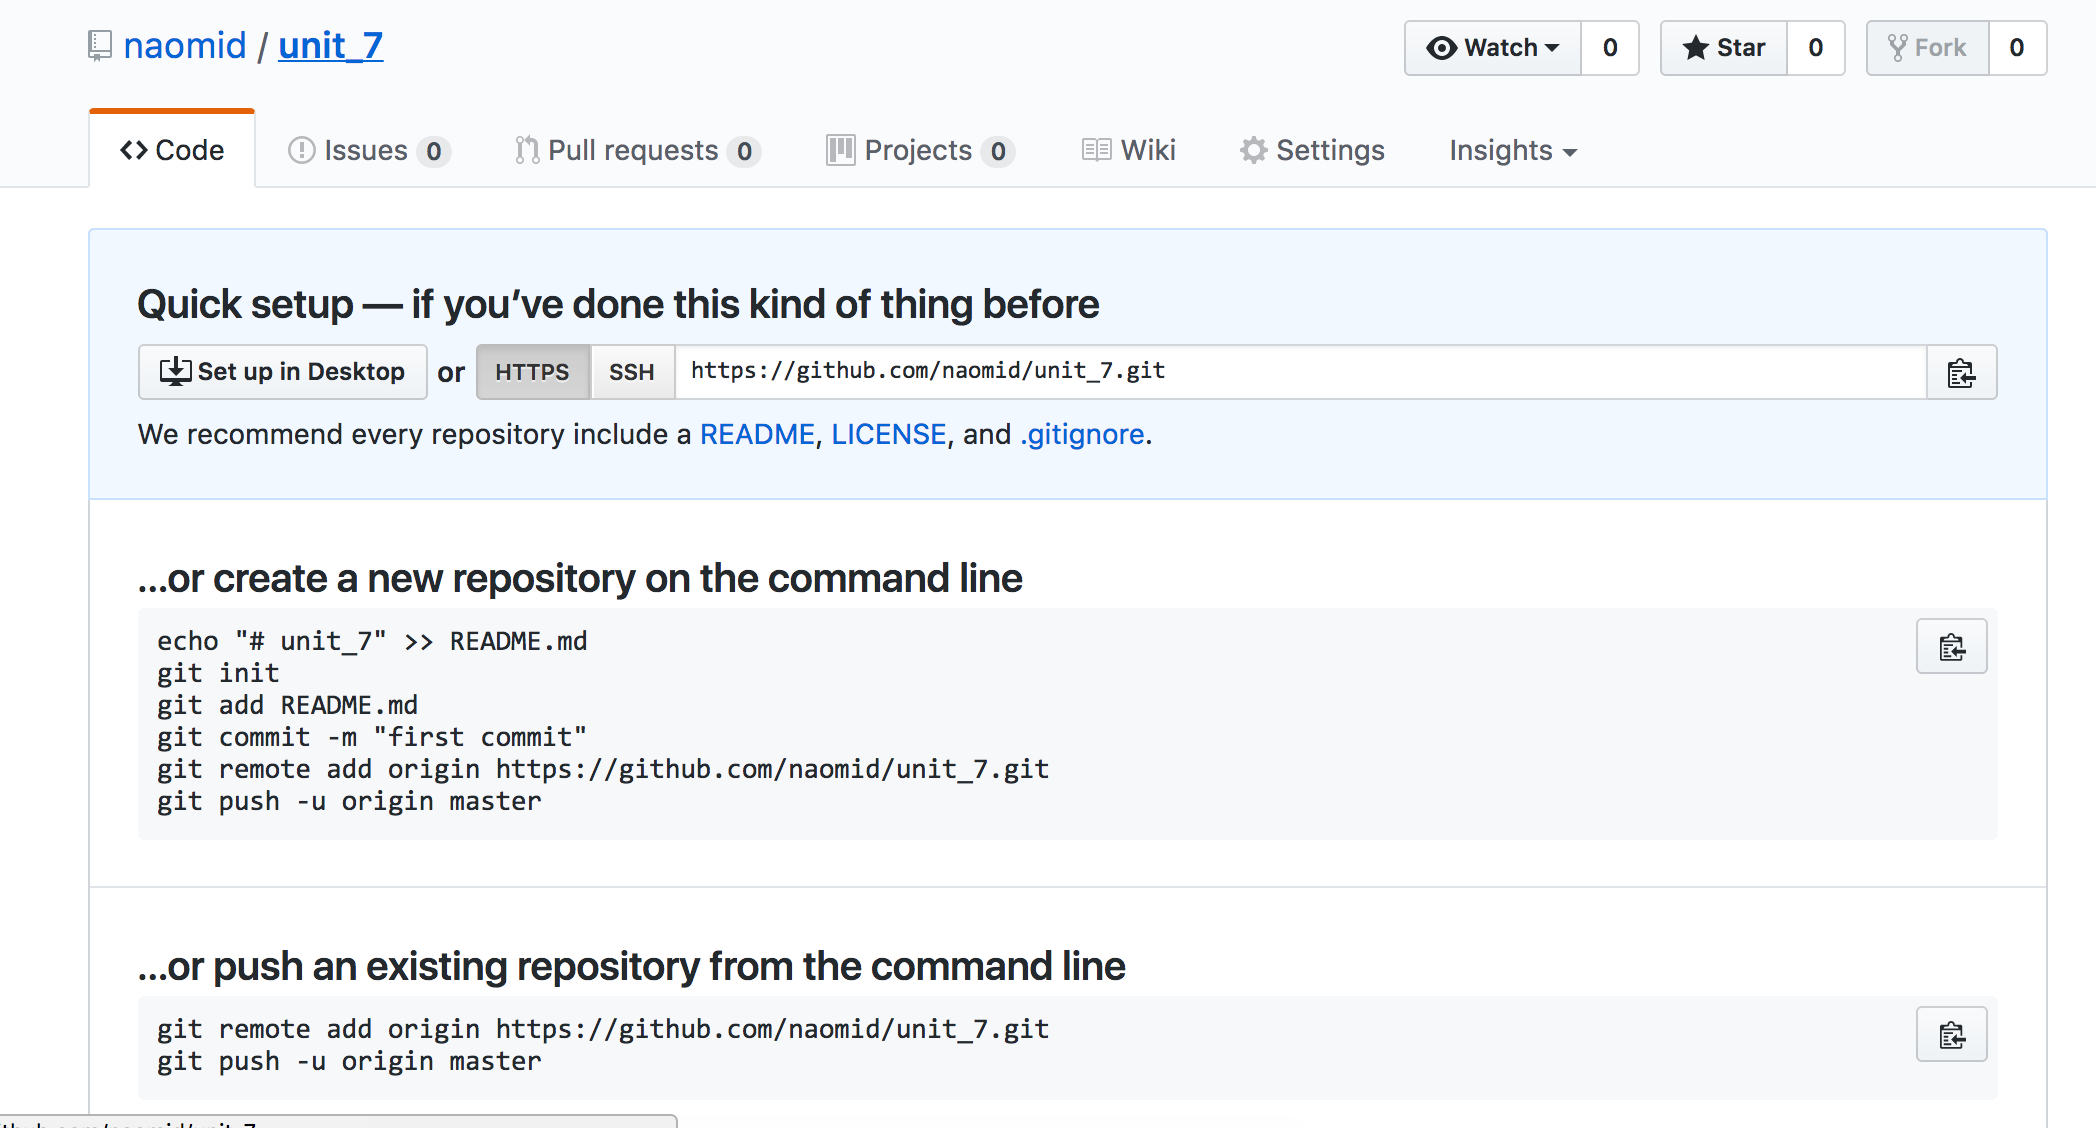 naomid / unit_7
Watch 0 Star 0 Fork 0
Code Issues 0 Pull requests 0 Projects 0 Wiki Settings Insights
Quick setup — if you’ve done this kind of thing before
Set up in Desktop or HTTPS SSH https://github.com/naomid/unit_7.git
We recommend every repository include a README, LICENSE, and .gitignore.
…or create a new repository on the command line
echo "# unit_7" >> README.md
git init
git add README.md
git commit -m "first commit"
git remote add origin https://github.com/naomid/unit_7.git
git push -u origin master
…or push an existing repository from the command line
git remote add origin https://github.com/naomid/unit_7.git
git push -u origin master